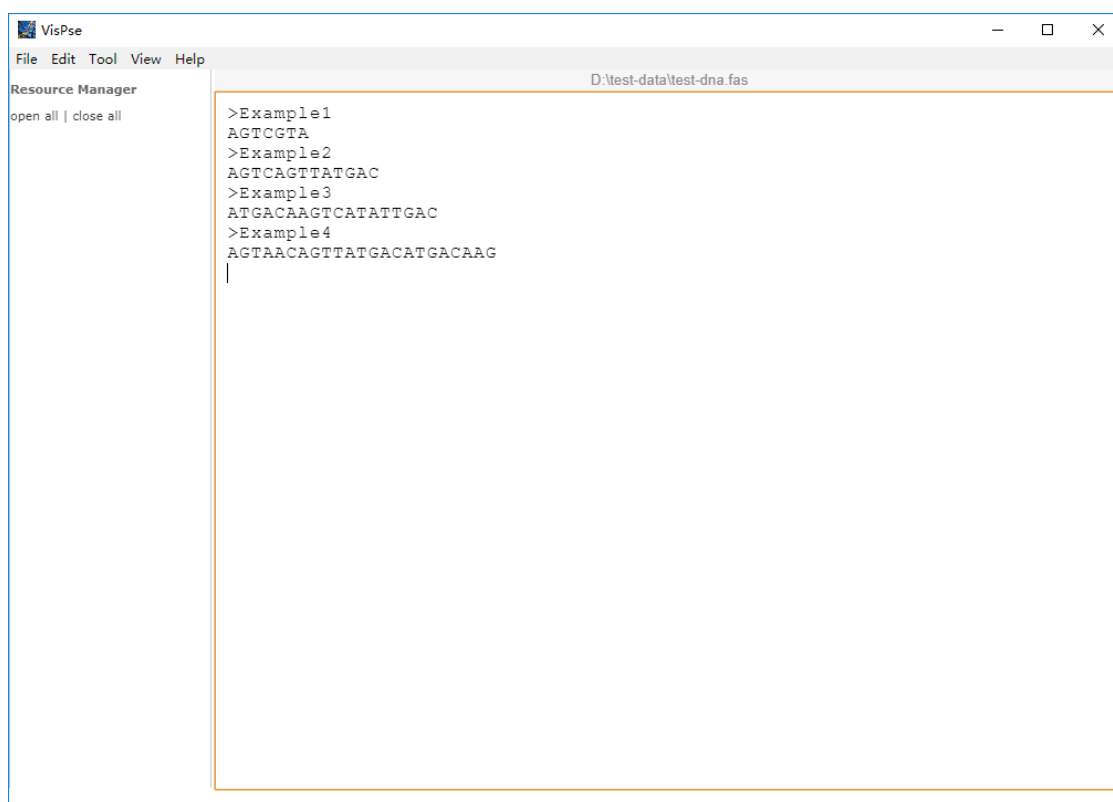 VisPse
File Edit Tool View Help
D:\test-data\test-dna.fas
Resource Manager
open all | close all
>Example1
AGTCGTA
>Example2
AGTCAGTTATGAC
>Example3
ATGACAAGTCATATTGAC
>Example4
AGTAACAGTTATGACATGACAAG